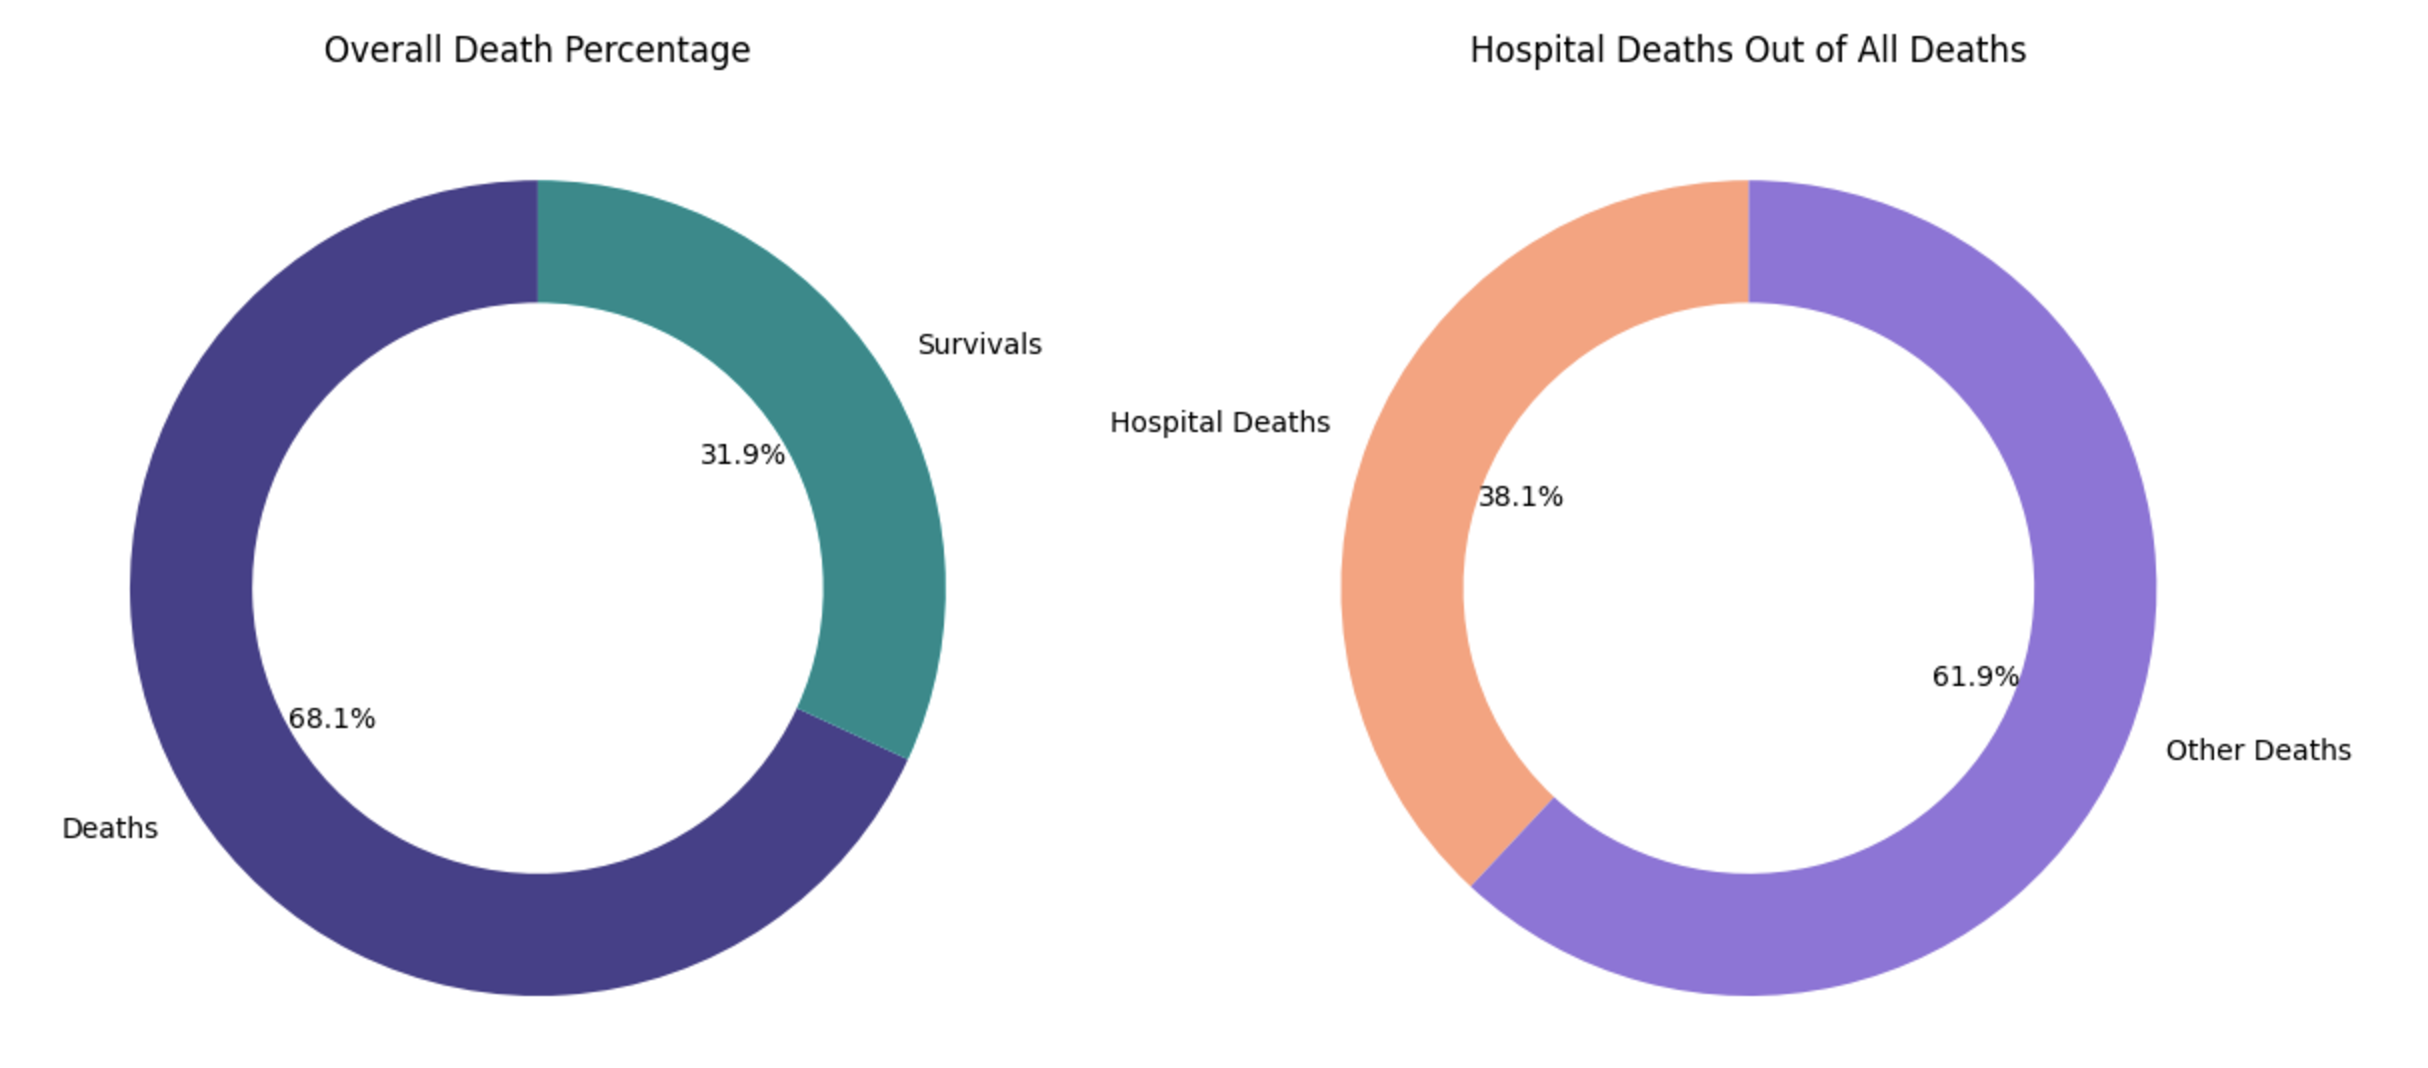 Overall Death Percentage
Survivals
31.9%
68.1%
Deaths
Hospital Deaths Out of All Deaths
Hospital Deaths
38.1%
61.9%
Other Deaths